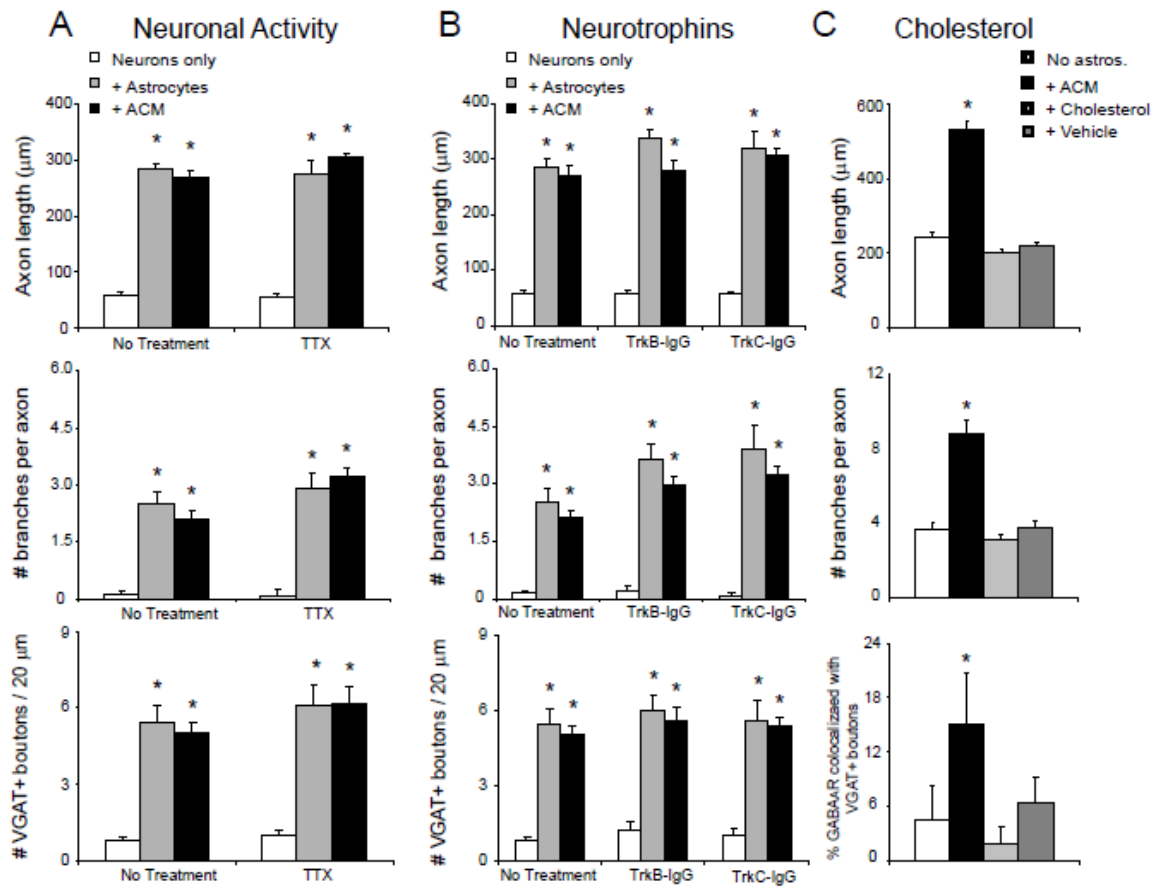 A Neuronal Activity
Neurons only
+ Astrocytes
+ ACM
Axon length (μm)
400
300
200
100
0
No Treatment TTX
# branches per axon
6.0
4.5
3.0
1.5
0
No Treatment TTX
# VGAT+ boutons / 20 μm
9
6
3
0
No Treatment TTX
B Neurotrophins
Neurons only
+ Astrocytes
+ ACM
Axon length (μm)
400
300
200
100
0
No Treatment TrkB-IgG TrkC-IgG
# branches per axon
6.0
4.5
3.0
1.5
0
No Treatment TrkB-IgG TrkC-IgG
# VGAT+ boutons / 20 μm
9
6
3
0
No Treatment TrkB-IgG TrkC-IgG
C Cholesterol
No astros.
+ ACM
+ Cholesterol
+ Vehicle
Axon length (μm)
600
400
200
0
# branches per axon
12
8
4
0
% GABAAR colocalizaed with
VGAT+ boutons
24
18
12
6
0